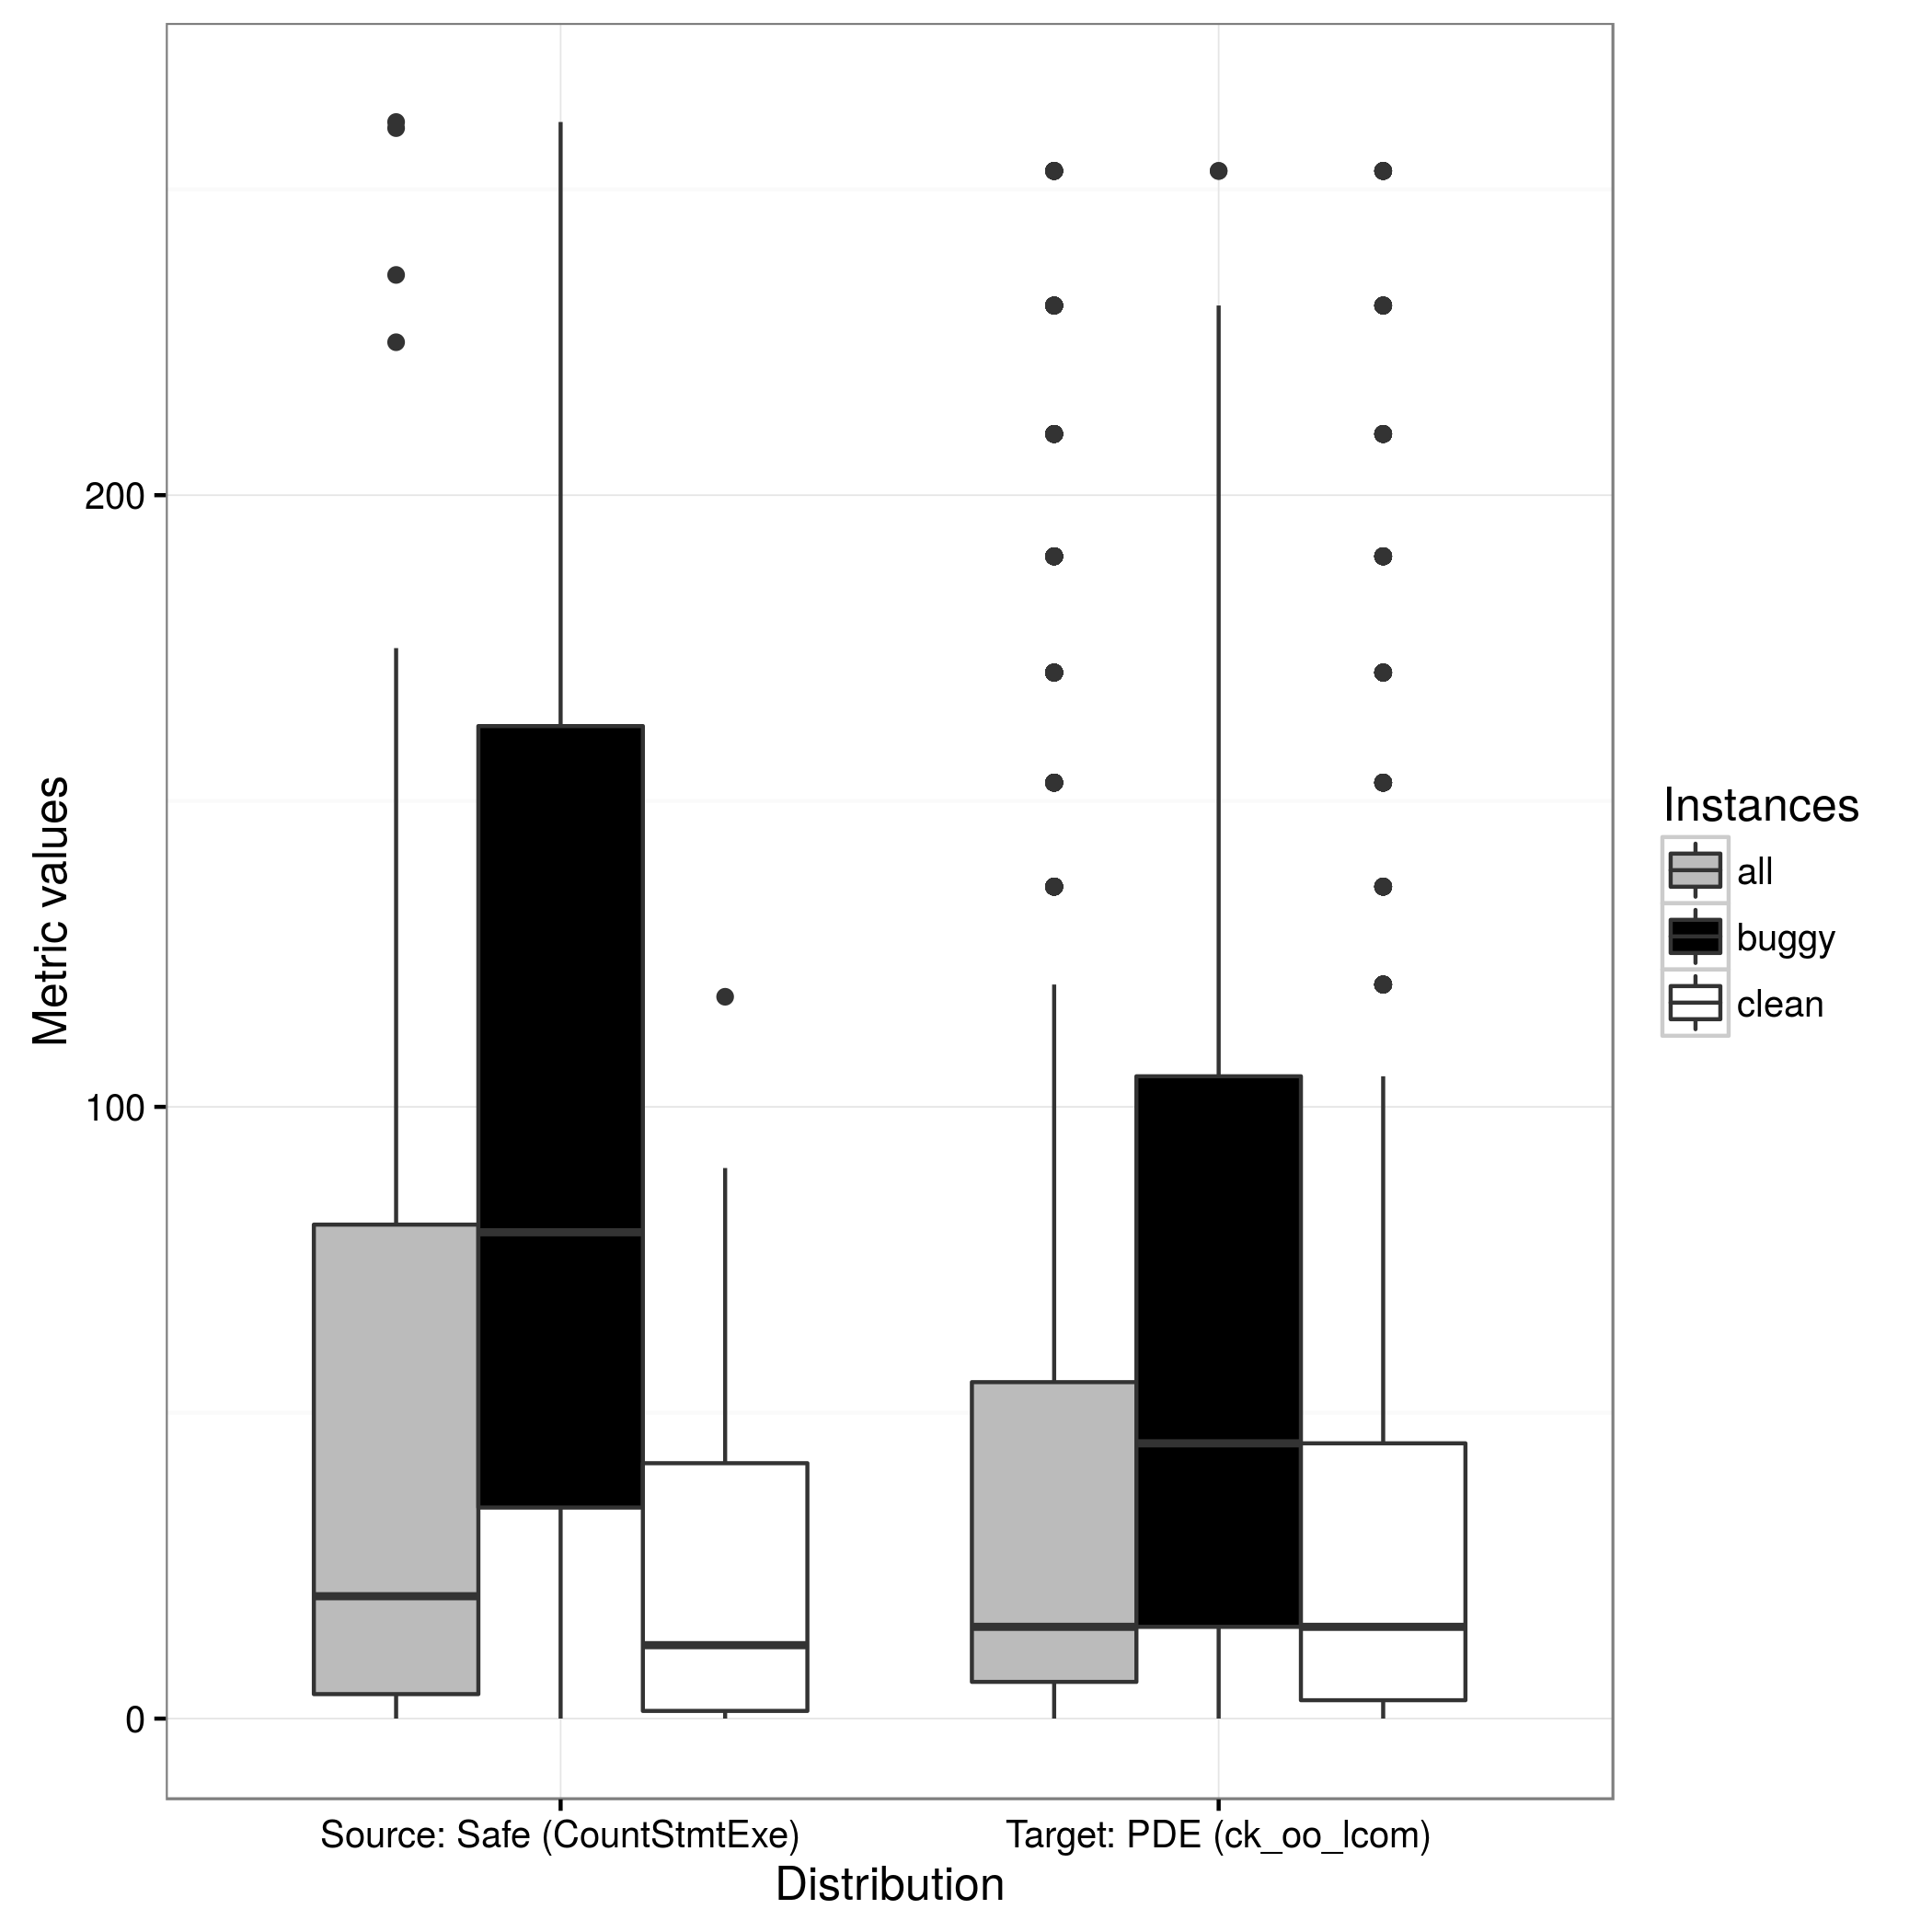 Metric values
200
100
0
Source: Safe (CountStmtExe)
Target: PDE (ck_oo_lcom)
Distribution
Instances
all
buggy
clean